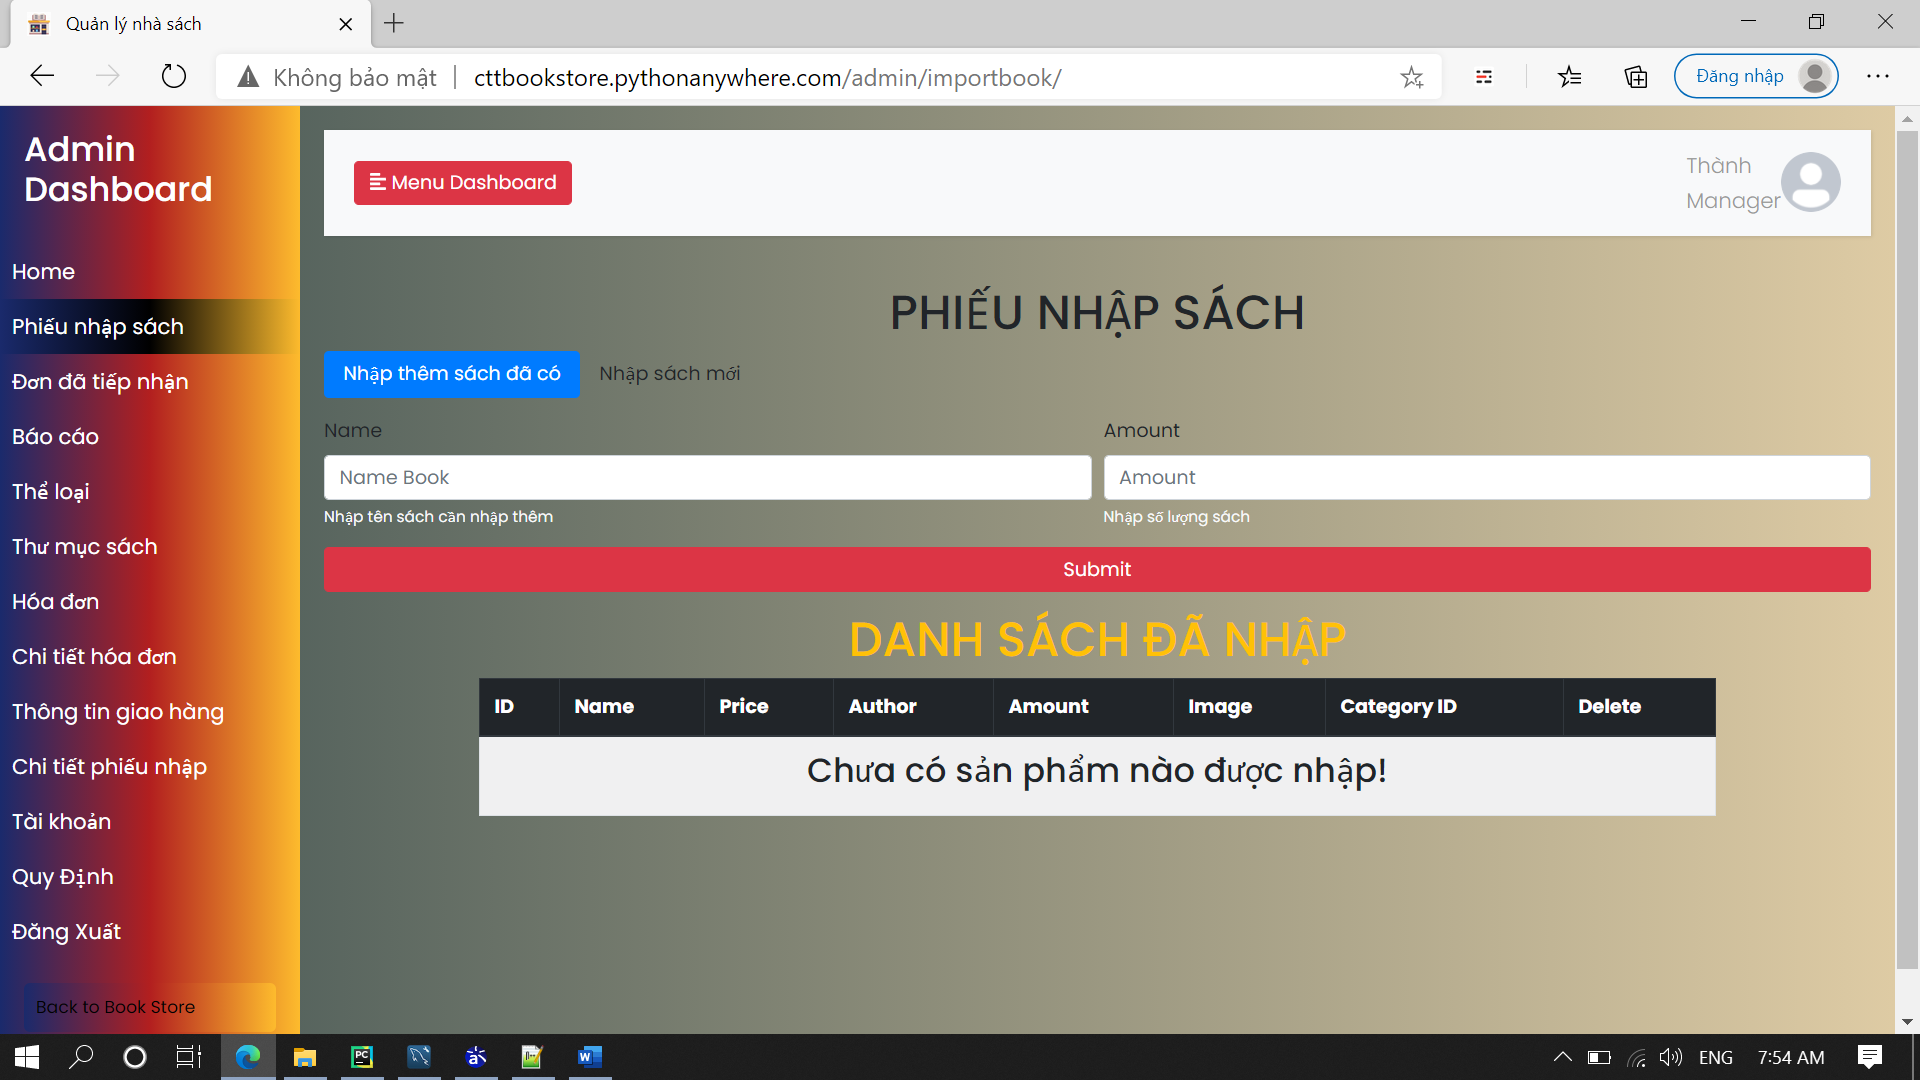 Quản lý nhà sách
Không bảo mật
cttbookstore.pythonanywhere.com/admin/importbook/
Đăng nhập
Admin
Dashboard
Home
Phiếu nhập sách
Đơn đã tiếp nhận
Báo cáo
Thể loại
Thư mục sách
Hóa đơn
Chi tiết hóa đơn
Thông tin giao hàng
Chi tiết phiếu nhập
Tài khoản
Quy Định
Đăng Xuất
Back to Book Store
Menu Dashboard
Thành
Manager
PHIẾU NHẬP SÁCH
Nhập thêm sách đã có
Nhập sách mới
Name
Amount
Name Book
Amount
Nhập tên sách cần nhập thêm
Nhập số lượng sách
Submit
DANH SÁCH ĐÃ NHẬP
ID Name Price Author Amount Image Category ID Delete
Chưa có sản phẩm nào được nhập!
ENG
7:54 AM